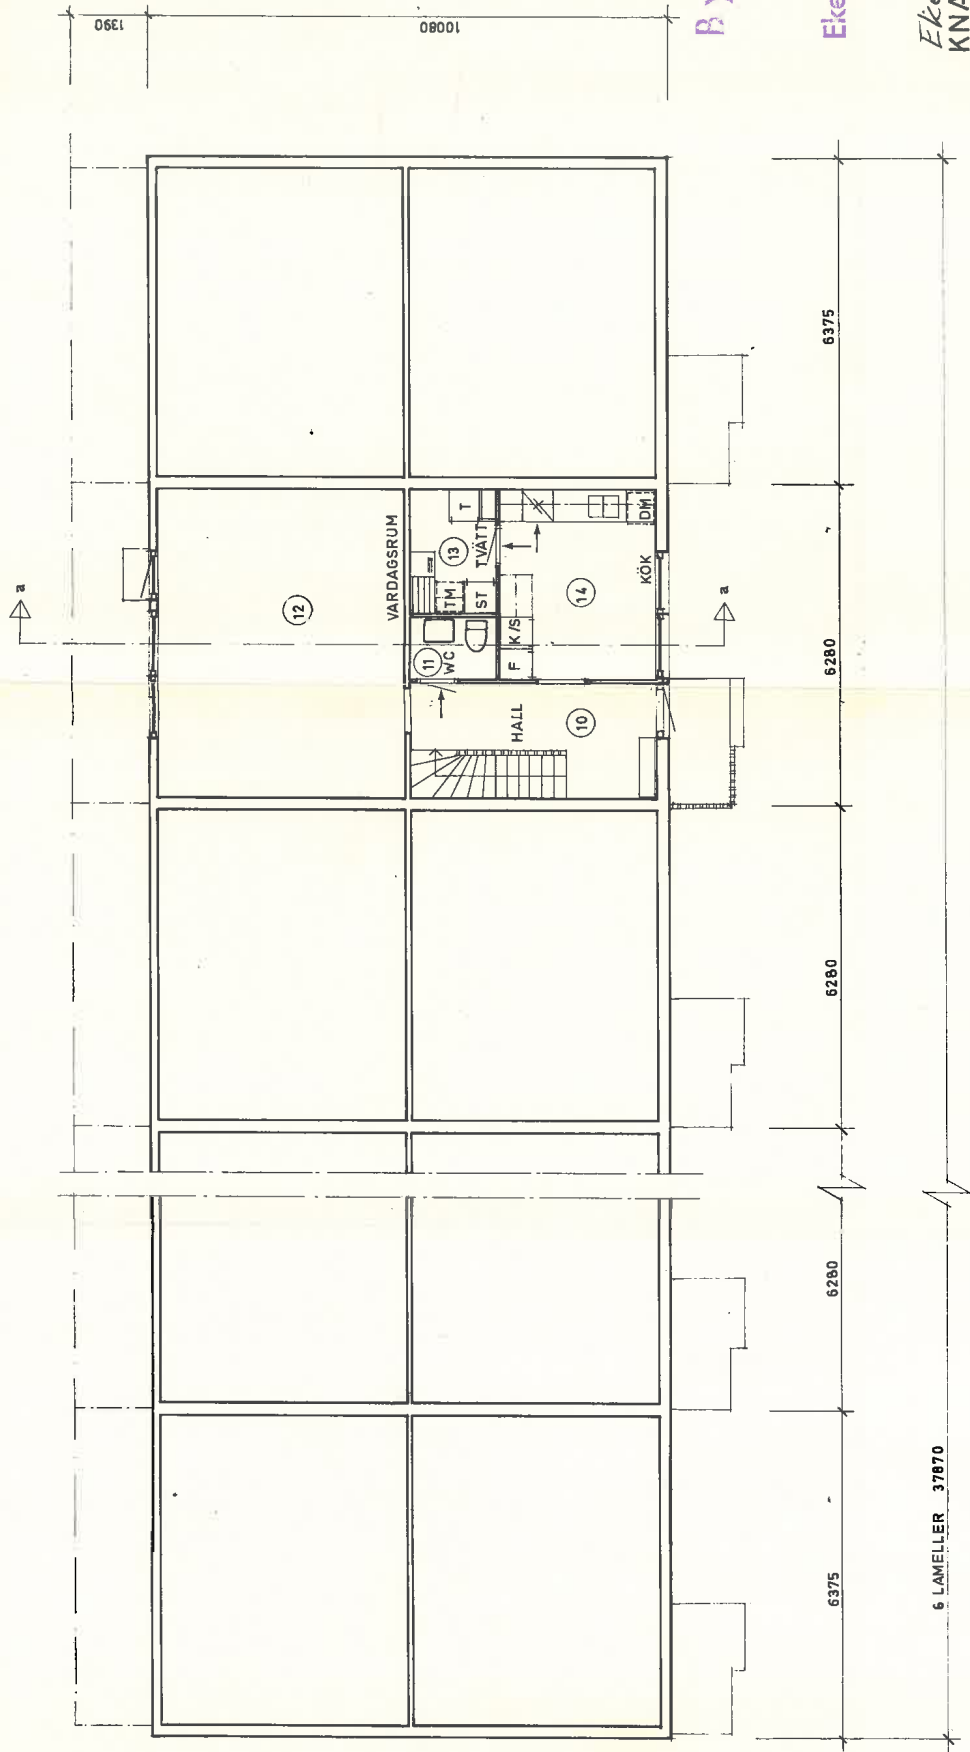 1390
10080
a
VARDAGSRUM
12
HALL
10
11
WC
F
K/S
TM
ST
13
TVÄTT
T
14
KÖK
DM
a
6375
6280
6280
6280
6375
6 LAMELLER 37870
Eke
KNA